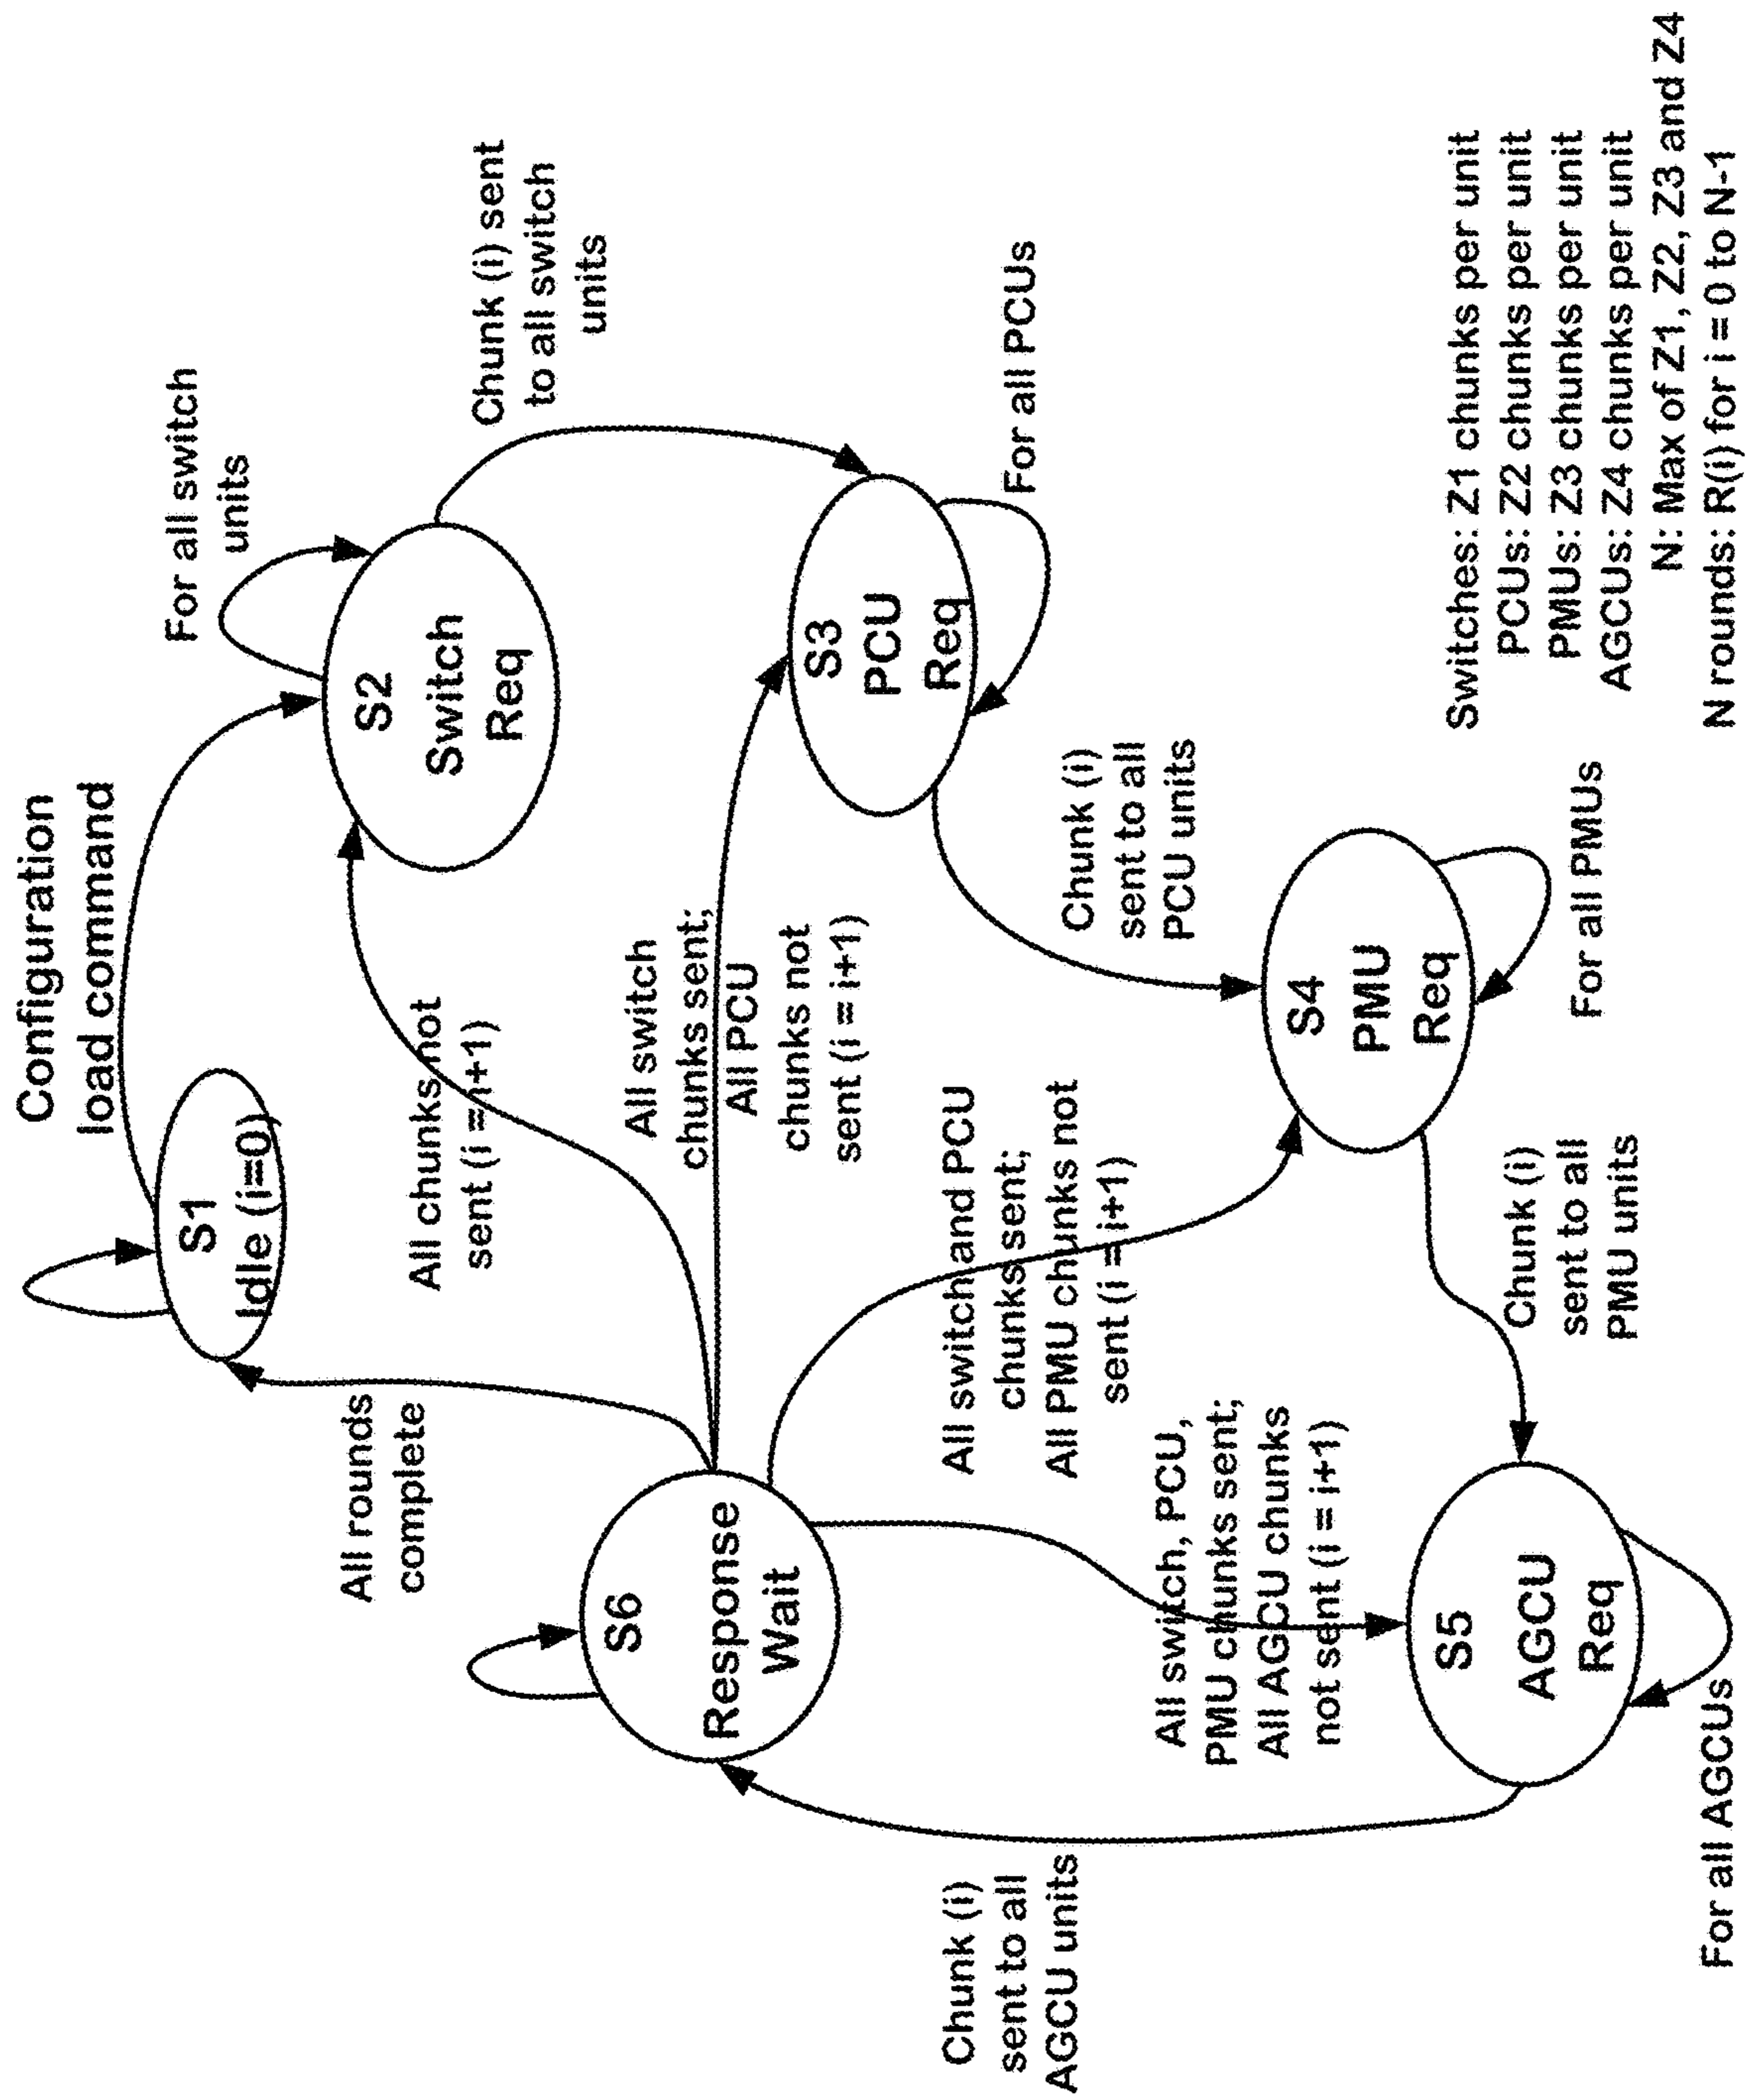 Configuration
load command
S1
Idle (i=0)
For all switch
units
S2
Switch
Req
Chunk (i) sent
to all switch
units
All rounds
complete
All chunks not
sent (i = i+1)
All switch
chunks sent;
All PCU
chunks not
sent (i = i+1)
S3
PCU
Req
For all PCUs
S6
Response
Wait
All switch and PCU
chunks sent;
All PMU chunks not
sent (i = i+1)
Chunk (i)
sent to all
PCU units
S4
PMU
Req
For all PMUs
All switch, PCU,
PMU chunks sent;
All AGCU chunks
not sent (i = i+1)
Chunk (i)
sent to all
PMU units
Chunk (i)
sent to all
AGCU units
S5
AGCU
Req
For all AGCUs
Switches: Z1 chunks per unit
PCUs: Z2 chunks per unit
PMUs: Z3 chunks per unit
AGCUs: Z4 chunks per unit
N: Max of Z1, Z2, Z3 and Z4
N rounds: R(i) for i = 0 to N-1